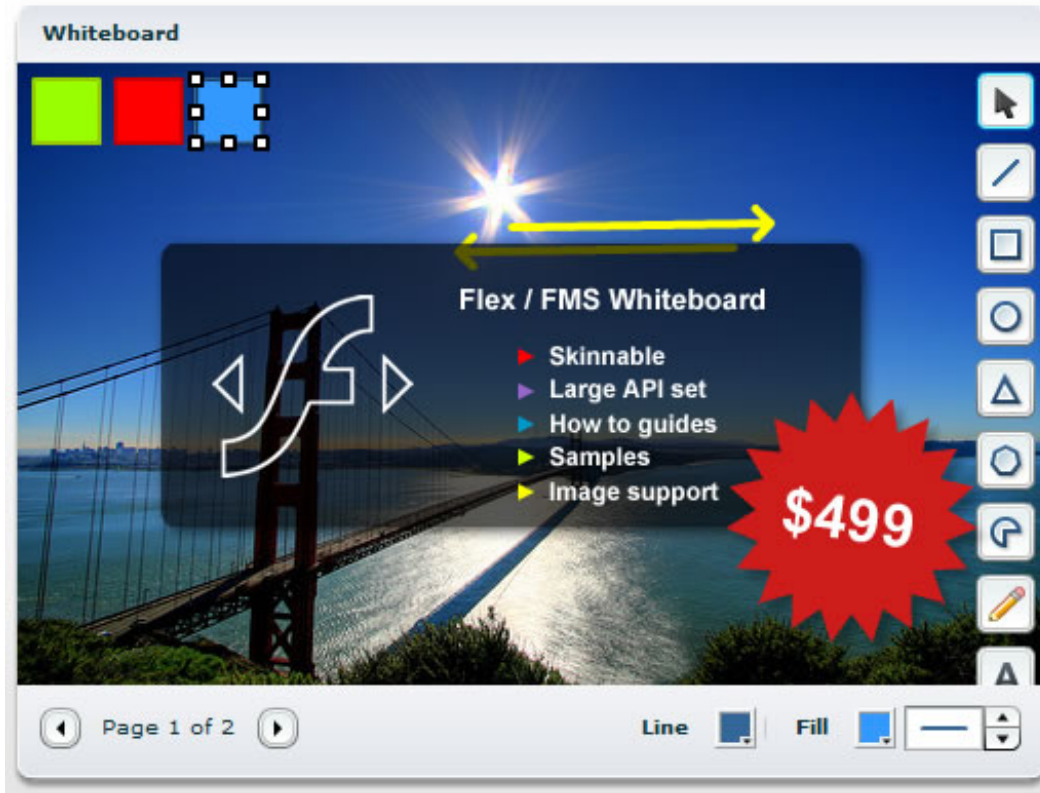 Whiteboard
Flex / FMS Whiteboard
Skinnable
Large API set
How to guides
Samples
Image support
$499
A
Page 1 of 2
Line
Fill